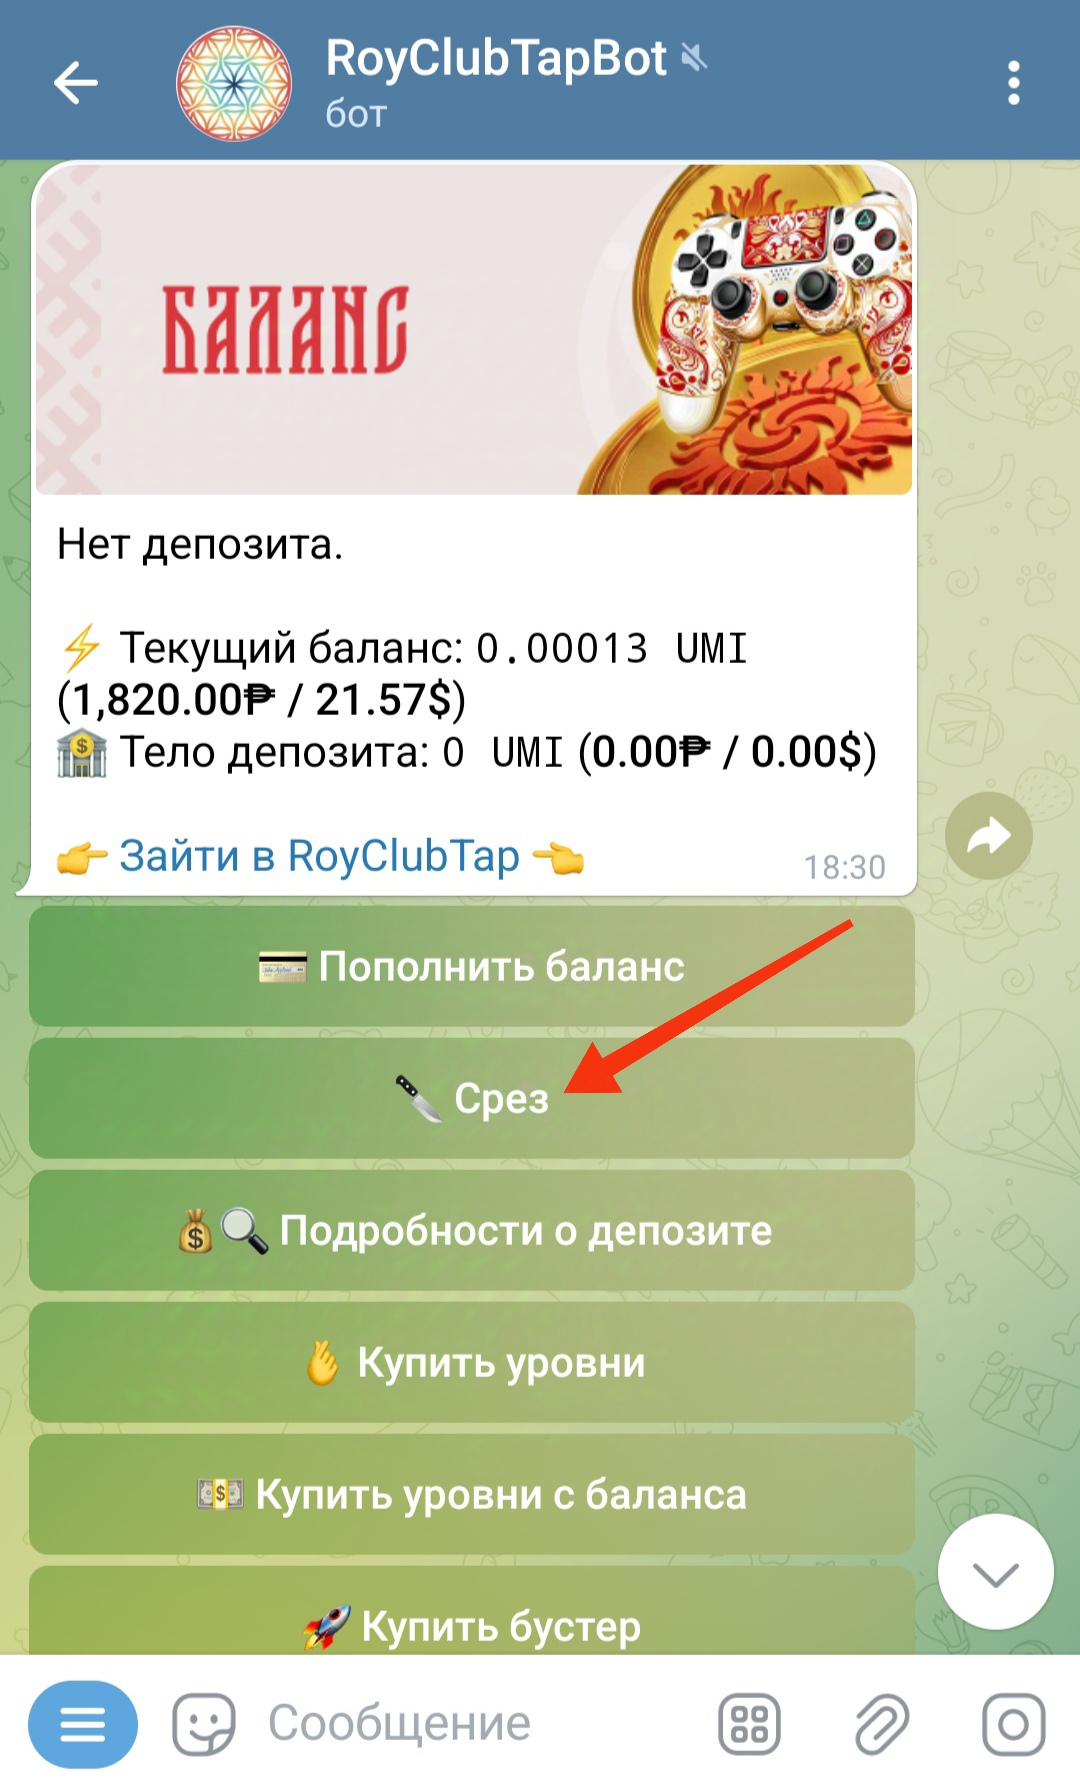 RoyClubTapBot
бот
БАЛАНС
Нет депозита.
⚡ Текущий баланс: 0.00013 UMI
(1,820.00₱ / 21.57$)
🏦 Тело депозита: 0 UMI (0.00₱ / 0.00$)
👉 Зайти в RoyClubTap 👈
18:30
💳 Пополнить баланс
🔪 Срез
💰🔍 Подробности о депозите
🫰 Купить уровни
💵 Купить уровни с баланса
🚀 Купить бустер
Сообщение